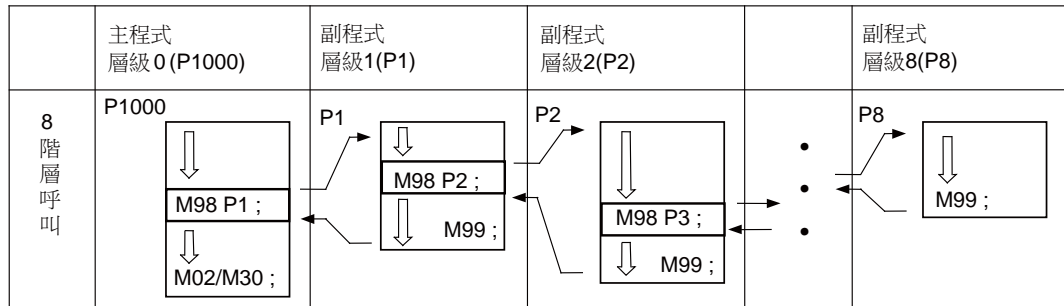 主程式
層級0(P1000)
副程式
層級1(P1)
副程式
層級2(P2)
副程式
層級8(P8)
8
階
層
呼
叫
P1000
M98 P1 ;
M02/M30 ;
P1
M98 P2 ;
M99 ;
P2
M98 P3 ;
M99 ;
P8
M99 ;